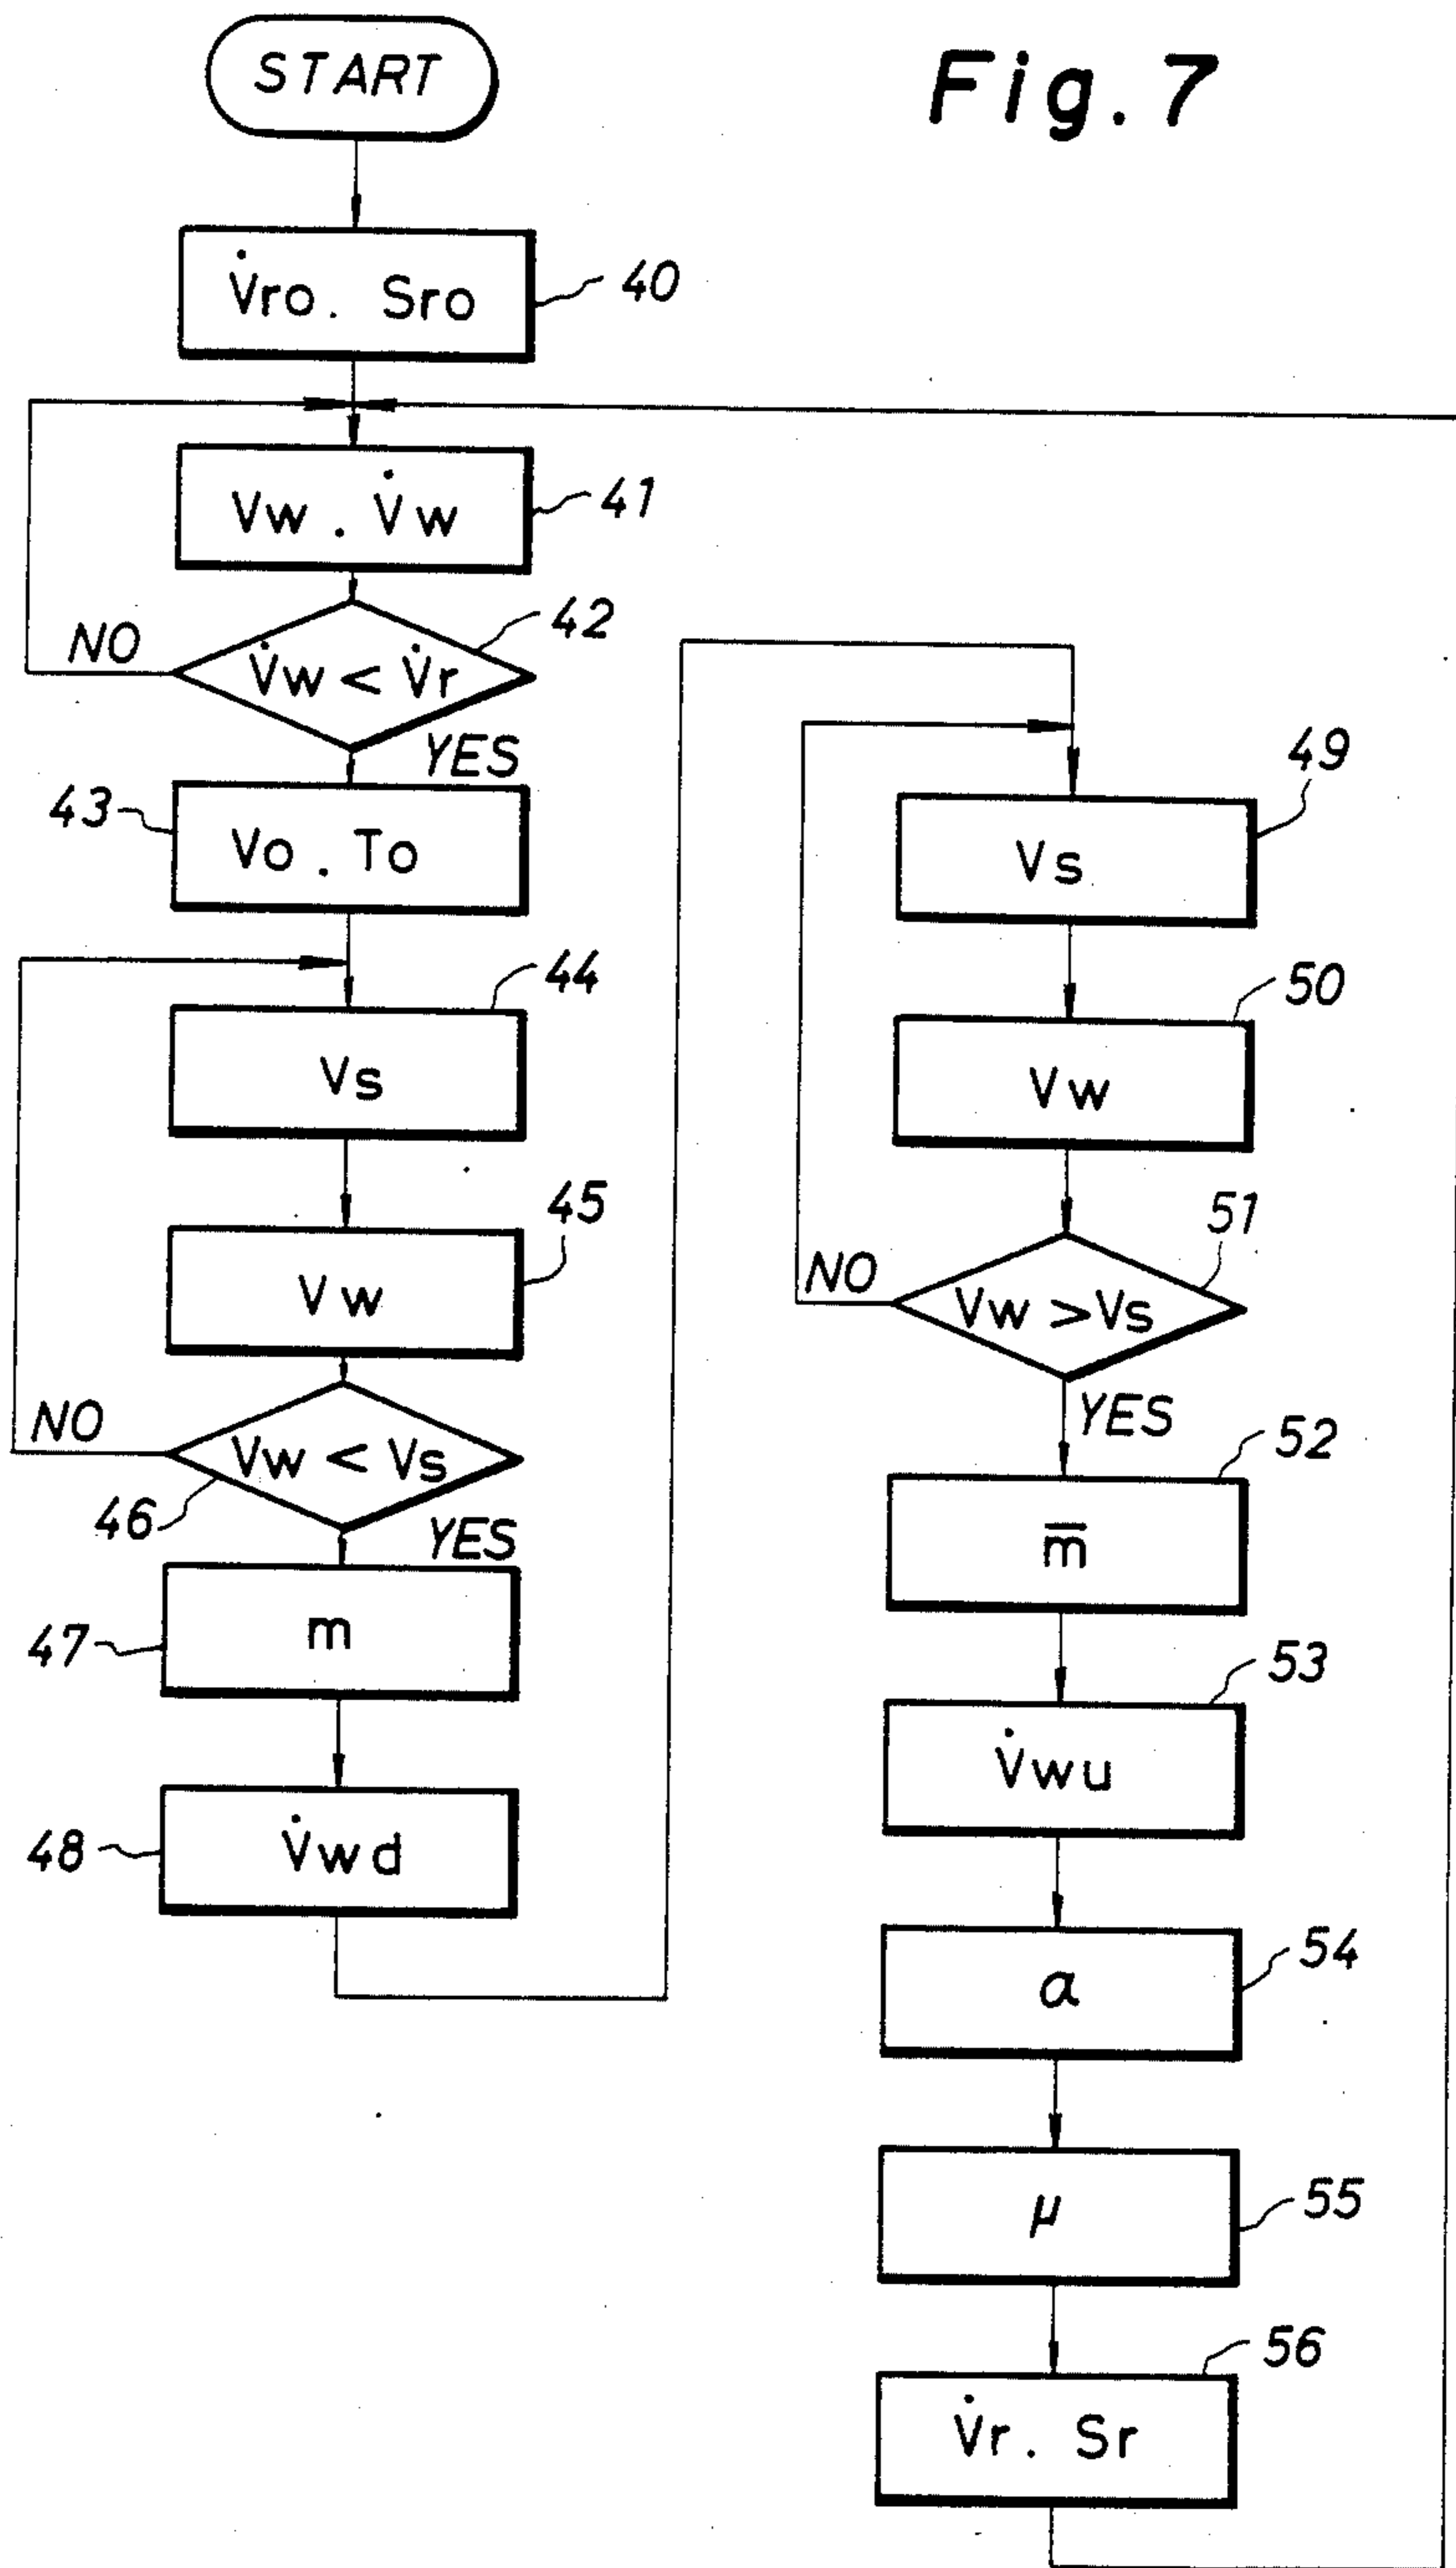 START
Fig. 7
V̇ro. Sro
40
Vw . V̇w
41
42
NO
V̇w < V̇r
YES
43
Vo . To
44
Vs
45
Vw
NO
Vw < Vs
46
YES
47
m
48
V̇wd
49
Vs
50
Vw
51
NO
Vw > Vs
YES
52
m̅
53
V̇wu
54
α
55
μ
56
V̇r. Sr